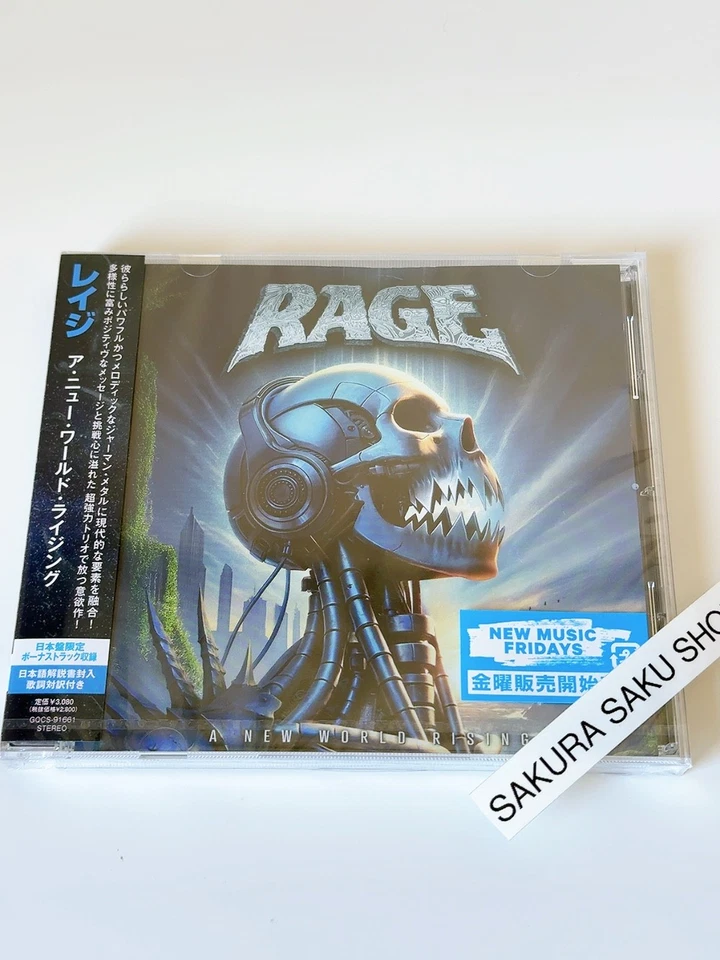 レイジ
ア・ニュー・ワールド・ライジング
彼ららしいパワフルかつメロディックなジャーマン・メタルに現代的な要素を融合!
多様性に富みポジティヴなメッセージと挑戦心に溢れた 超強力トリオで放つ意欲作!
日本盤限定
ボーナストラック収録
日本語解説書封入
歌詞対訳付き
定価¥3,080
(税抜価格¥2,800)
GQCS-91661
STEREO
RAGE
NEW MUSIC
FRIDAYS
金曜販売開始
A NEW WORLD RISING
SAKURA SAKU SHO